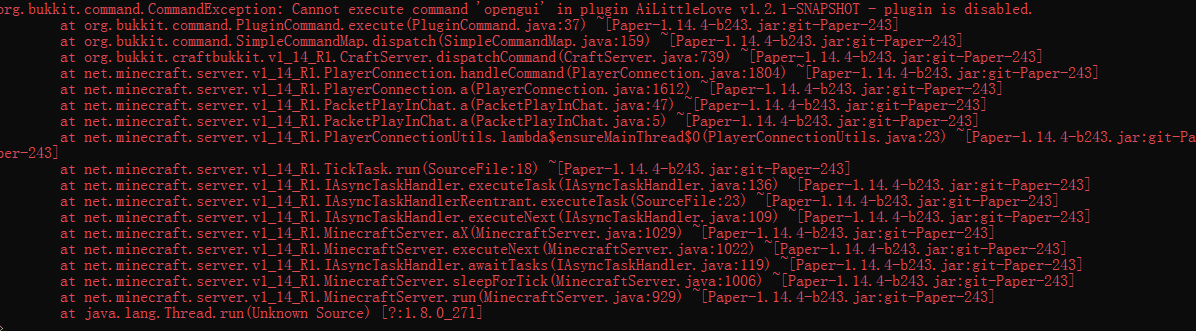 org.bukkit.command.CommandException: Cannot execute command 'opengui' in plugin AiLittleLove v1.2.1-SNAPSHOT - plugin is disabled.
at org.bukkit.command.PluginCommand.execute(PluginCommand.java:37) ~[Paper-1.14.4-b243.jar:git-Paper-243]
at org.bukkit.command.SimpleCommandMap.dispatch(SimpleCommandMap.java:159) ~[Paper-1.14.4-b243.jar:git-Paper-243]
at org.bukkit.craftbukkit.v1_14_R1.CraftServer.dispatchCommand(CraftServer.java:739) ~[Paper-1.14.4-b243.jar:git-Paper-243]
at net.minecraft.server.v1_14_R1.PlayerConnection.handleCommand(PlayerConnection.java:1804) ~[Paper-1.14.4-b243.jar:git-Paper-243]
at net.minecraft.server.v1_14_R1.PlayerConnection.a(PlayerConnection.java:1612) ~[Paper-1.14.4-b243.jar:git-Paper-243]
at net.minecraft.server.v1_14_R1.PacketPlayInChat.a(PacketPlayInChat.java:47) ~[Paper-1.14.4-b243.jar:git-Paper-243]
at net.minecraft.server.v1_14_R1.PacketPlayInChat.a(PacketPlayInChat.java:5) ~[Paper-1.14.4-b243.jar:git-Paper-243]
at net.minecraft.server.v1_14_R1.PlayerConnectionUtils.lambda$ensureMainThread$0(PlayerConnectionUtils.java:23) ~[Paper-1.14.4-b243.jar:git-Pa
per-243]
at net.minecraft.server.v1_14_R1.TickTask.run(SourceFile:18) ~[Paper-1.14.4-b243.jar:git-Paper-243]
at net.minecraft.server.v1_14_R1.IAsyncTaskHandler.executeTask(IAsyncTaskHandler.java:136) ~[Paper-1.14.4-b243.jar:git-Paper-243]
at net.minecraft.server.v1_14_R1.IAsyncTaskHandlerReentrant.executeTask(SourceFile:23) ~[Paper-1.14.4-b243.jar:git-Paper-243]
at net.minecraft.server.v1_14_R1.IAsyncTaskHandler.executeNext(IAsyncTaskHandler.java:109) ~[Paper-1.14.4-b243.jar:git-Paper-243]
at net.minecraft.server.v1_14_R1.MinecraftServer.aX(MinecraftServer.java:1029) ~[Paper-1.14.4-b243.jar:git-Paper-243]
at net.minecraft.server.v1_14_R1.MinecraftServer.executeNext(MinecraftServer.java:1022) ~[Paper-1.14.4-b243.jar:git-Paper-243]
at net.minecraft.server.v1_14_R1.IAsyncTaskHandler.awaitTasks(IAsyncTaskHandler.java:119) ~[Paper-1.14.4-b243.jar:git-Paper-243]
at net.minecraft.server.v1_14_R1.MinecraftServer.sleepForTick(MinecraftServer.java:1006) ~[Paper-1.14.4-b243.jar:git-Paper-243]
at net.minecraft.server.v1_14_R1.MinecraftServer.run(MinecraftServer.java:929) ~[Paper-1.14.4-b243.jar:git-Paper-243]
at java.lang.Thread.run(Unknown Source) [?:1.8.0_271]